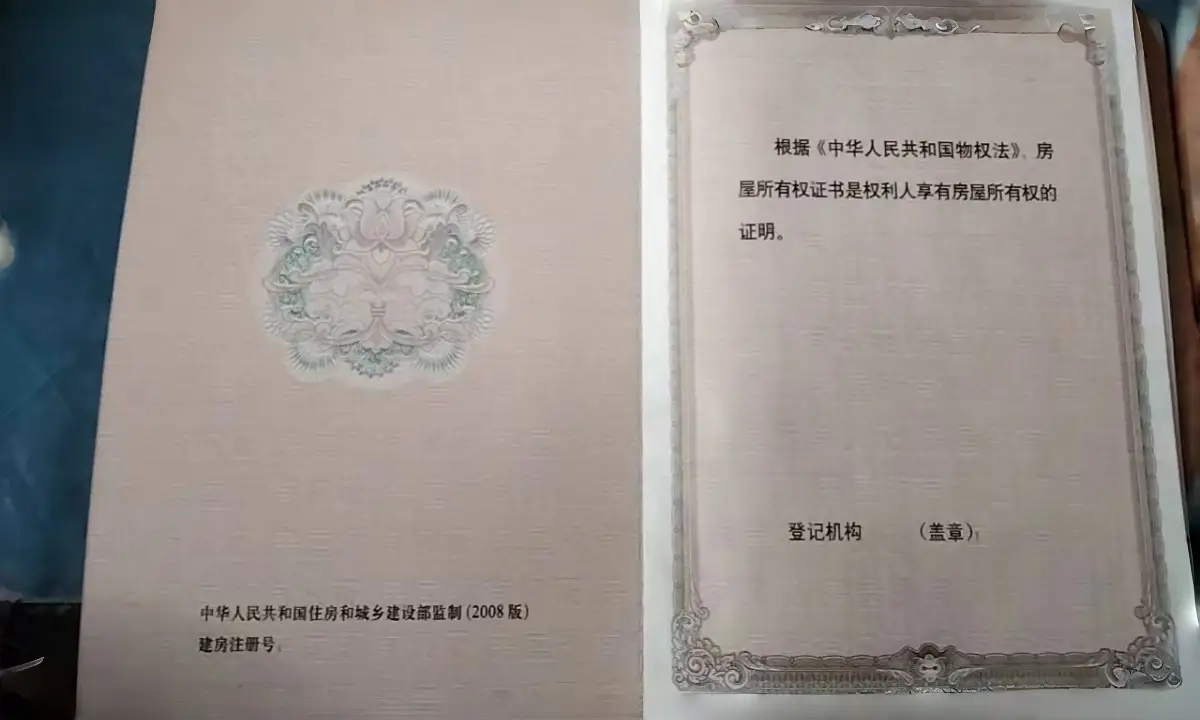 中华人民共和国住房和城乡建设部监制(2008版)
建房注册号:
根据《中华人民共和国物权法》,房
屋所有权证书是权利人享有房屋所有权的
证明。
登记机构 (盖章):